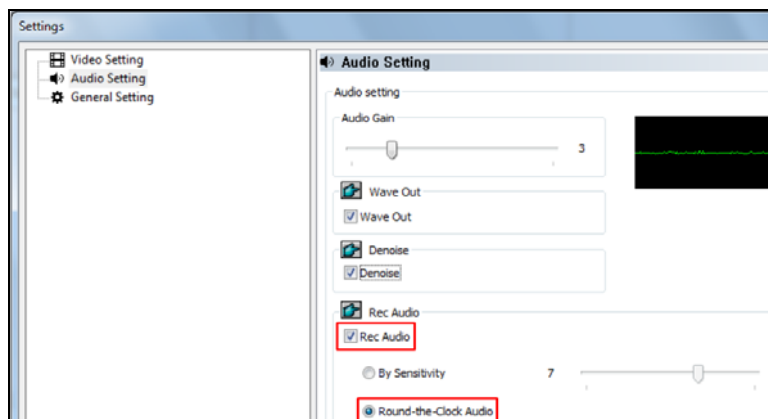 Settings
Video Setting
Audio Setting
General Setting
Audio Setting
Audio setting
Audio Gain
3
Wave Out
Wave Out
Denoise
Denoise
Rec Audio
Rec Audio
By Sensitivity 7
Round-the-Clock Audio